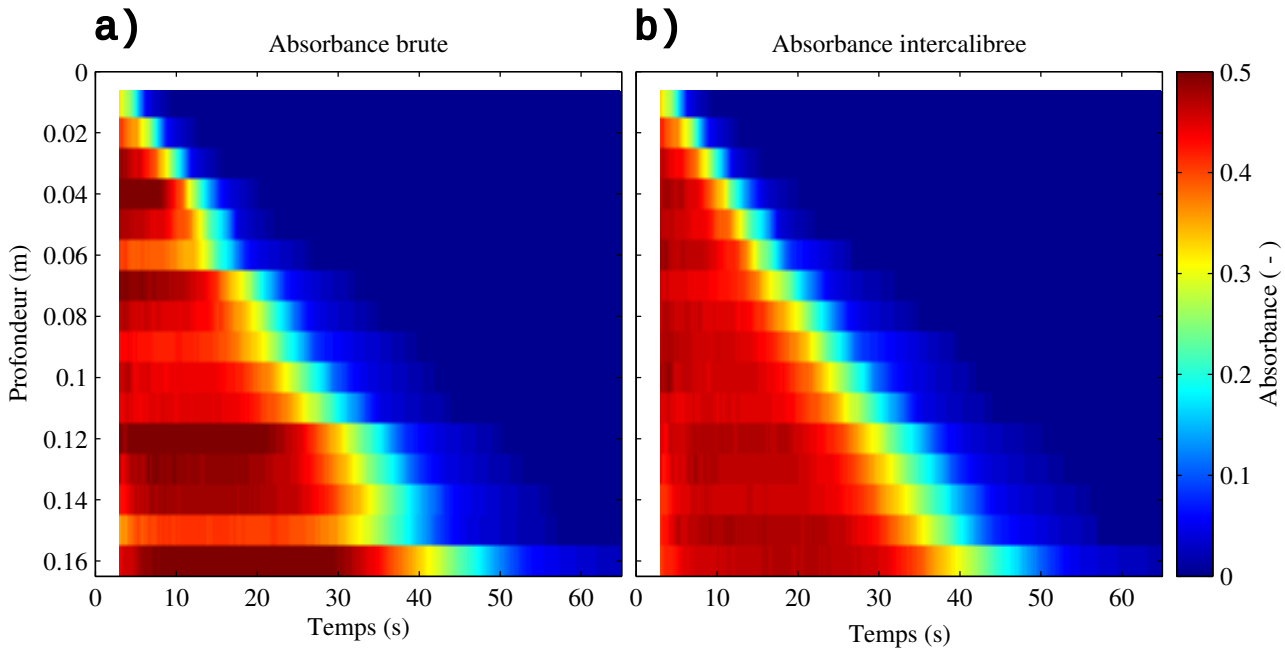 a)
Absorbance brute
b)
Absorbance intercalibree
0
0.02
0.04
0.06
0.08
0.1
0.12
0.14
0.16
Profondeur (m)
0 10 20 30 40 50 60
Temps (s)
0 10 20 30 40 50 60
Temps (s)
0.5
0.4
0.3
0.2
0.1
0
Absorbance ( - )